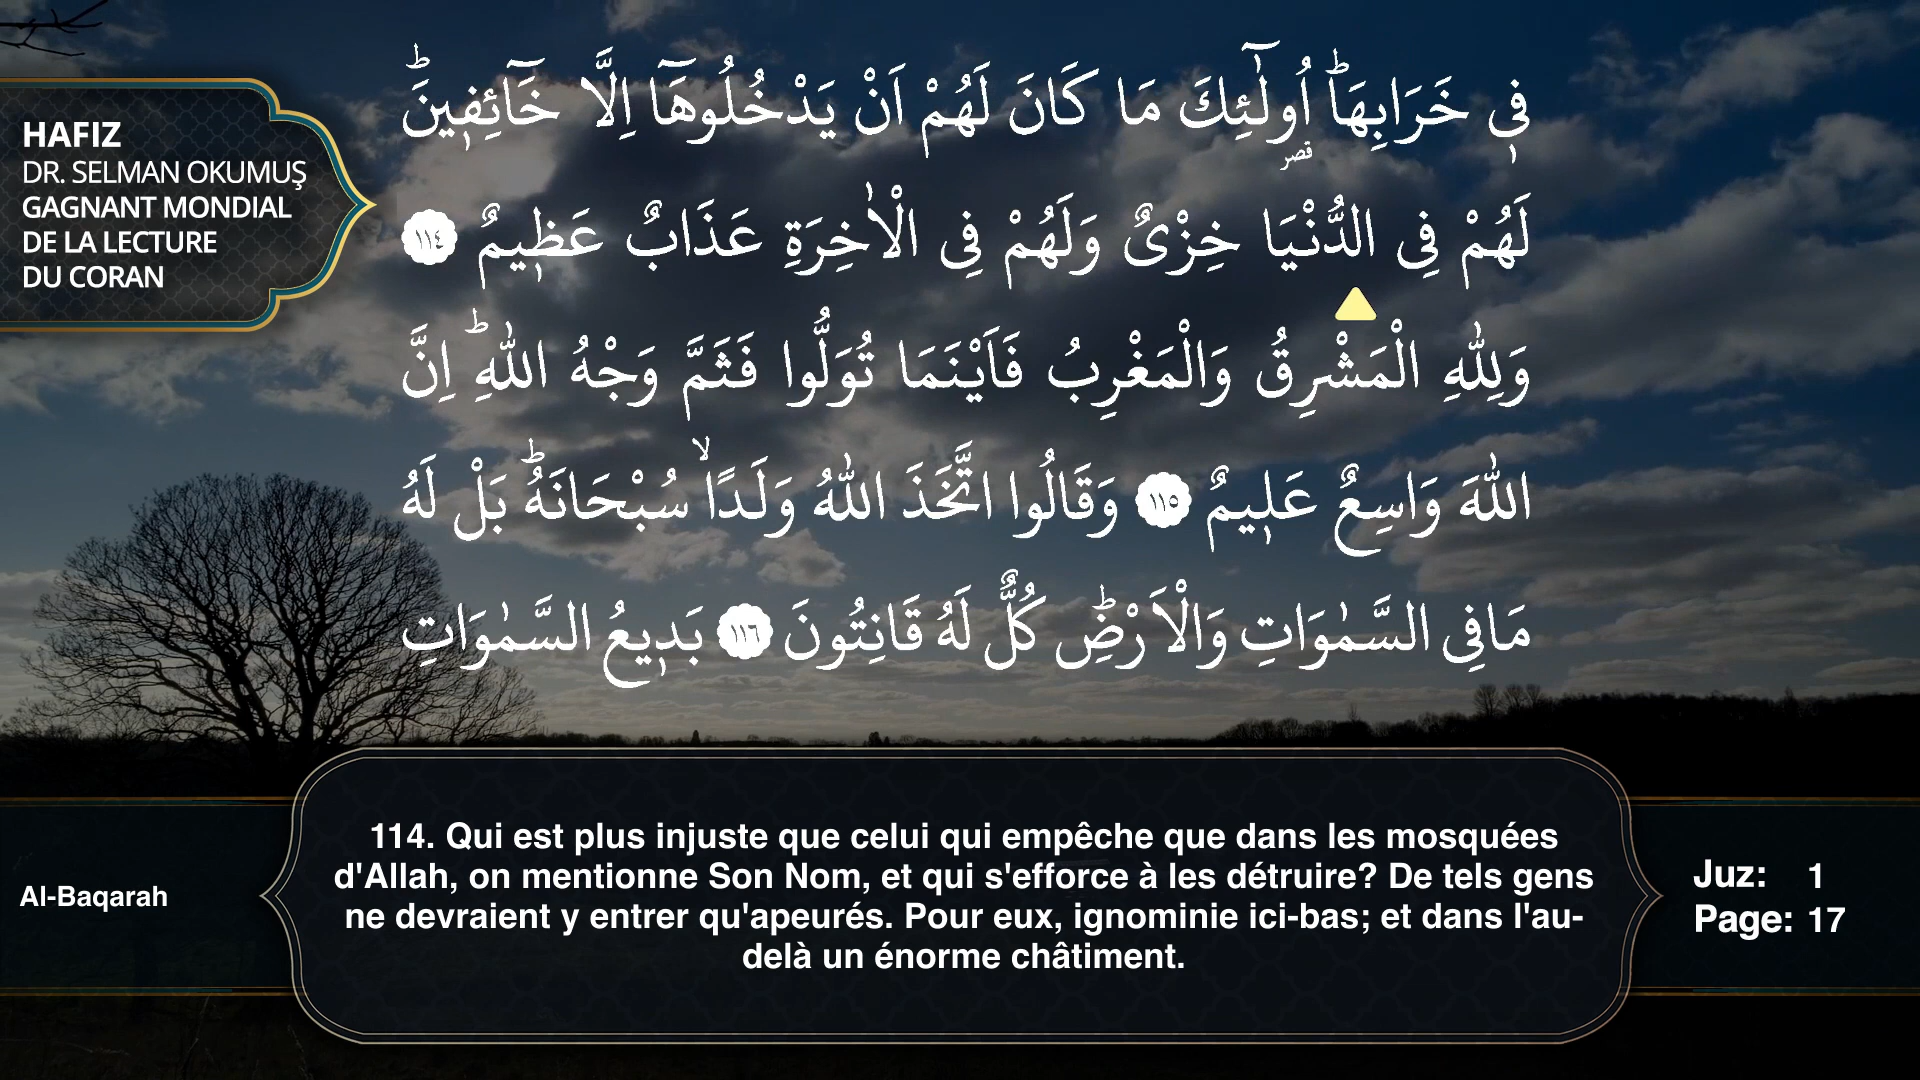 HAFIZ
DR. SELMAN OKUMUŞ
GAGNANT MONDIAL
DE LA LECTURE
DU CORAN
ف۪ي خَرَابِهَاۜ اُو۬لٰٓئِكَ مَا كَانَ لَهُمْ اَنْ يَدْخُلُوهَٓا اِلَّا خَٓائِف۪ينَۜ
قصر
لَهُمْ فِي الدُّنْيَا خِزْيٌ وَلَهُمْ فِي الْاٰخِرَةِ عَذَابٌ عَظ۪يمٌ ١١٤
وَلِلّٰهِ الْمَشْرِقُ وَالْمَغْرِبُ فَاَيْنَمَا تُوَلُّوا فَثَمَّ وَجْهُ اللّٰهِۜ اِنَّ
اللّٰهَ وَاسِعٌ عَل۪يمٌ ١١٥ وَقَالُوا اتَّخَذَ اللّٰهُ وَلَدًاۙ سُبْحَانَهُۜ بَلْ لَهُ
مَا فِي السَّمٰوَاتِ وَالْاَرْضِۜ كُلٌّ لَهُ قَانِتُونَ ١١٦ بَد۪يعُ السَّمٰوَاتِ
114. Qui est plus injuste que celui qui empêche que dans les mosquées
d'Allah, on mentionne Son Nom, et qui s'efforce à les détruire? De tels gens
ne devraient y entrer qu'apeurés. Pour eux, ignominie ici-bas; et dans l'au-
delà un énorme châtiment.
Al-Baqarah
Juz: 1
Page: 17